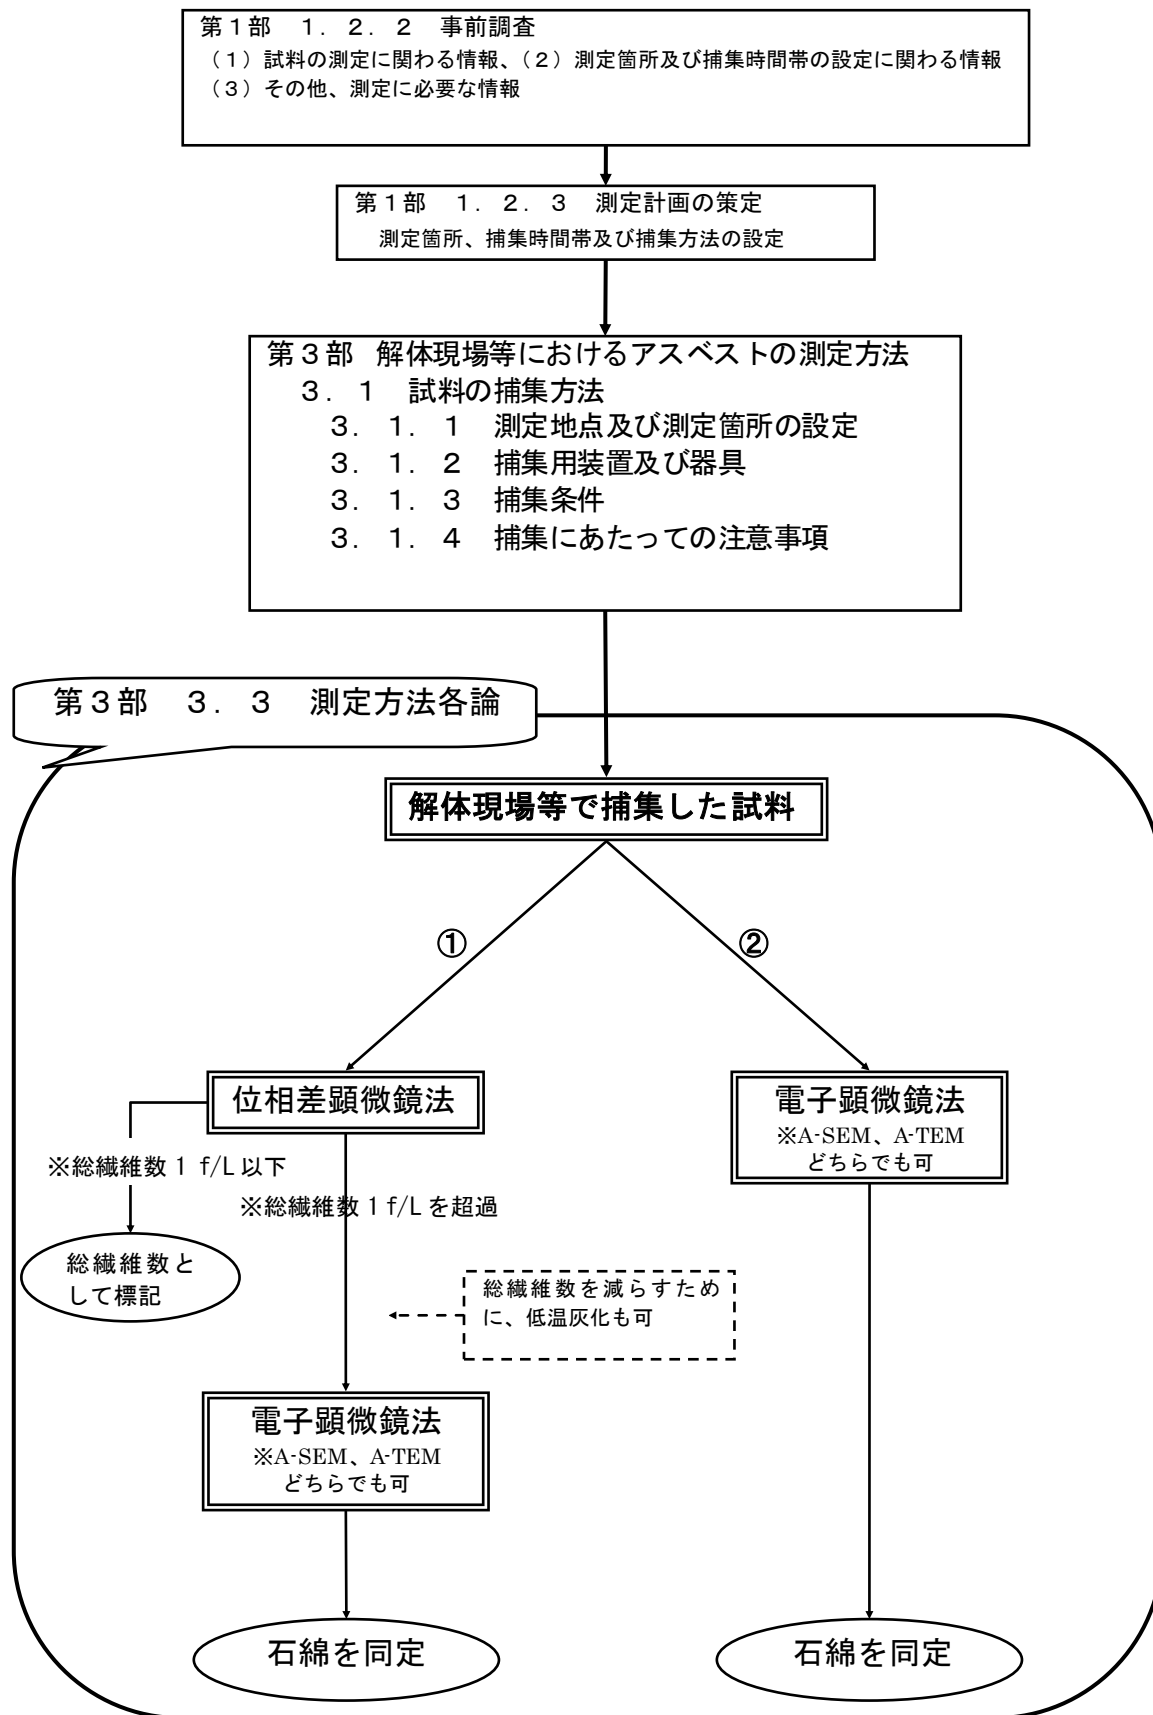 第１部　１．２．２　事前調査
（１）試料の測定に関わる情報、（２）測定箇所及び捕集時間帯の設定に関わる情報
（３）その他、測定に必要な情報
第１部　１．２．３　測定計画の策定
測定箇所、捕集時間帯及び捕集方法の設定
第３部 解体現場等におけるアスベストの測定方法
３．１　試料の捕集方法
３．１．１　測定地点及び測定箇所の設定
３．１．２　捕集用装置及び器具
３．１．３　捕集条件
３．１．４　捕集にあたっての注意事項
第３部　３．３　測定方法各論
解体現場等で捕集した試料
①
②
位相差顕微鏡法
電子顕微鏡法
※A-SEM、A-TEM
どちらでも可
※総繊維数 1 f/L 以下
※総繊維数 1 f/L を超過
総繊維数と
して標記
総繊維数を減らすため
に、低温灰化も可
電子顕微鏡法
※A-SEM、A-TEM
どちらでも可
石綿を同定
石綿を同定